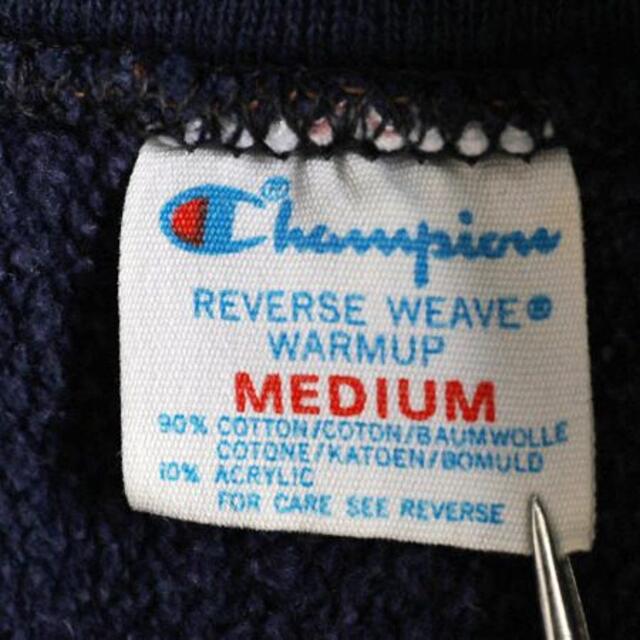 Champion®
REVERSE WEAVE®
WARMUP
MEDIUM
90% COTTON/COTON/BAUMWOLLE
COTONE/KATOEN/BOMULD
10% ACRYLIC
FOR CARE SEE REVERSE